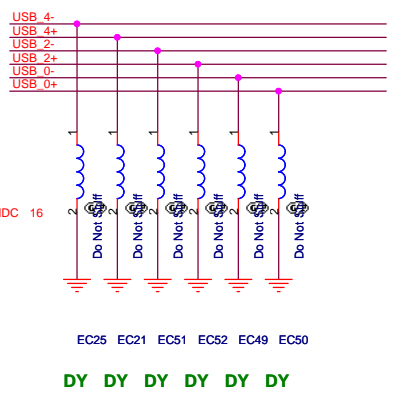 USB_4-
USB_4+
USB_2-
USB_2+
USB_0-
USB_0+
1 1 1 1 1 1
2 2 2 2 2 2
Do Not Stuff Do Not Stuff Do Not Stuff Do Not Stuff Do Not Stuff Do Not Stuff
16
EC25 EC21 EC51 EC52 EC49 EC50
DY DY DY DY DY DY